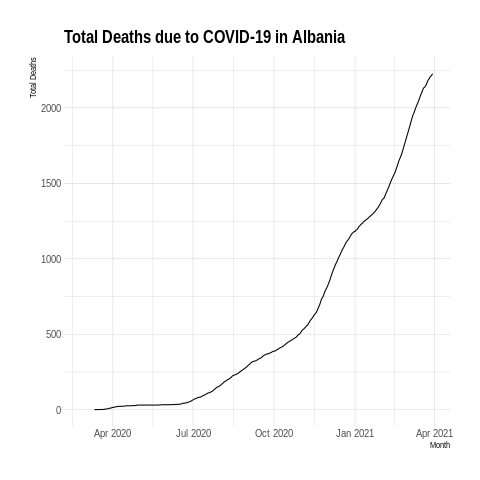 Total Deaths due to COVID-19 in Albania
Total Deaths
2000
1500
1000
500
0
Apr 2020 Jul 2020 Oct 2020 Jan 2021 Apr 2021
Month